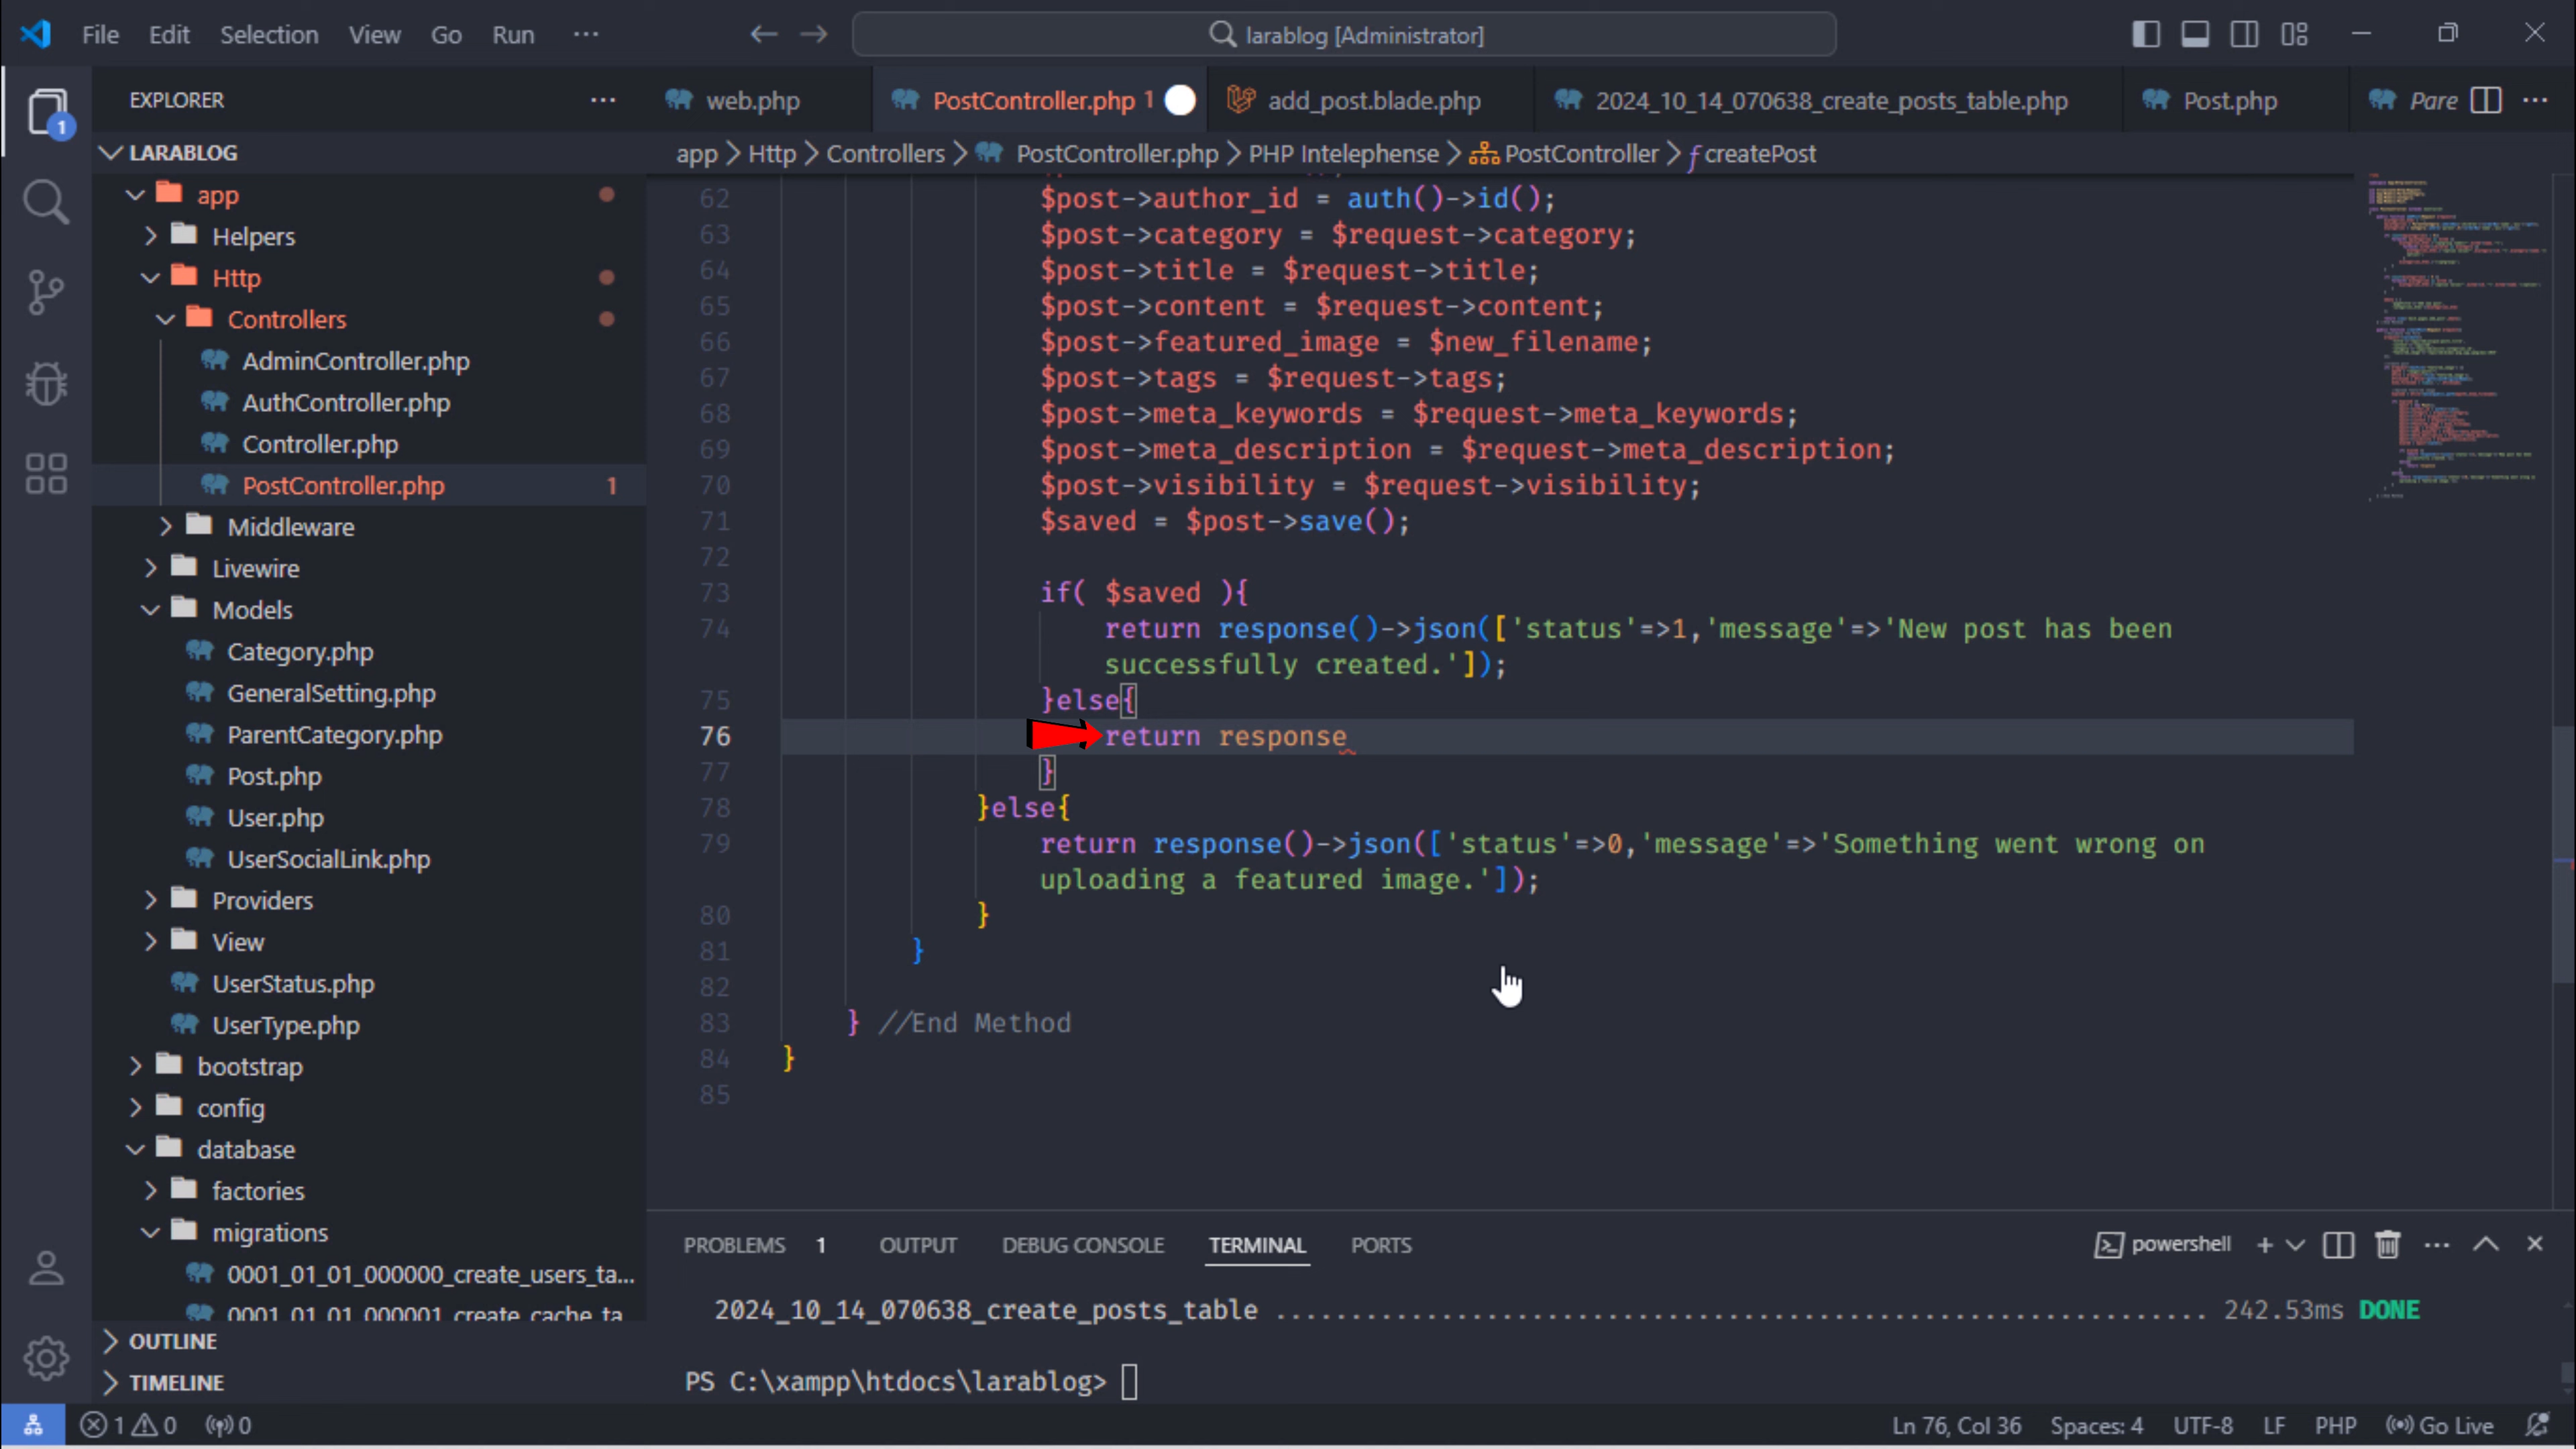 File Edit Selection View Go Run ...
larablog [Administrator]
EXPLORER
web.php
PostController.php 1
add_post.blade.php
2024_10_14_070638_create_posts_table.php
Post.php
Pare
LARABLOG
app > Http > Controllers > PostController.php > PHP Intelephense > PostController > createPost
app
Helpers
Http
Controllers
AdminController.php
AuthController.php
Controller.php
PostController.php 1
Middleware
Livewire
Models
Category.php
GeneralSetting.php
ParentCategory.php
Post.php
User.php
UserSocialLink.php
Providers
View
UserStatus.php
UserType.php
bootstrap
config
database
factories
migrations
0001_01_01_000000_create_users_ta...
0001_01_01_000001_create_cache_ta
OUTLINE
TIMELINE
1
62 $post->author_id = auth()->id();
63 $post->category = $request->category;
64 $post->title = $request->title;
65 $post->content = $request->content;
66 $post->featured_image = $new_filename;
67 $post->tags = $request->tags;
68 $post->meta_keywords = $request->meta_keywords;
69 $post->meta_description = $request->meta_description;
70 $post->visibility = $request->visibility;
71 $saved = $post->save();
72
73 if( $saved ){
74 return response()->json(['status'=>1,'message'=>'New post has been
successfully created.']);
75 }else{
76 return response
77 }
78 }else{
79 return response()->json(['status'=>0,'message'=>'Something went wrong on
uploading a featured image.']);
80 }
81 }
82
83 } //End Method
84 }
85
PROBLEMS 1 OUTPUT DEBUG CONSOLE TERMINAL PORTS
powershell
2024_10_14_070638_create_posts_table .............................................................. 242.53ms DONE
PS C:\xampp\htdocs\larablog>
1 0 0
Ln 76, Col 36 Spaces: 4 UTF-8 LF PHP Go Live